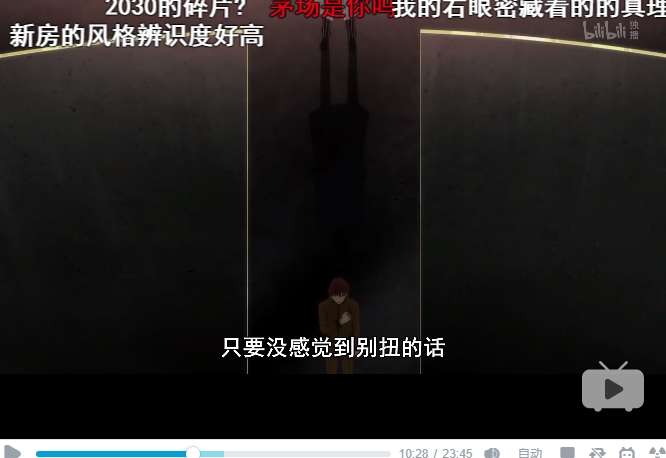 2030的碎片?
茅场是你吗
我的右眼密藏着的的真理
新房的风格辨识度好高
bilibili 独播
只要没感觉到别扭的话
10:28 / 23:45
自动